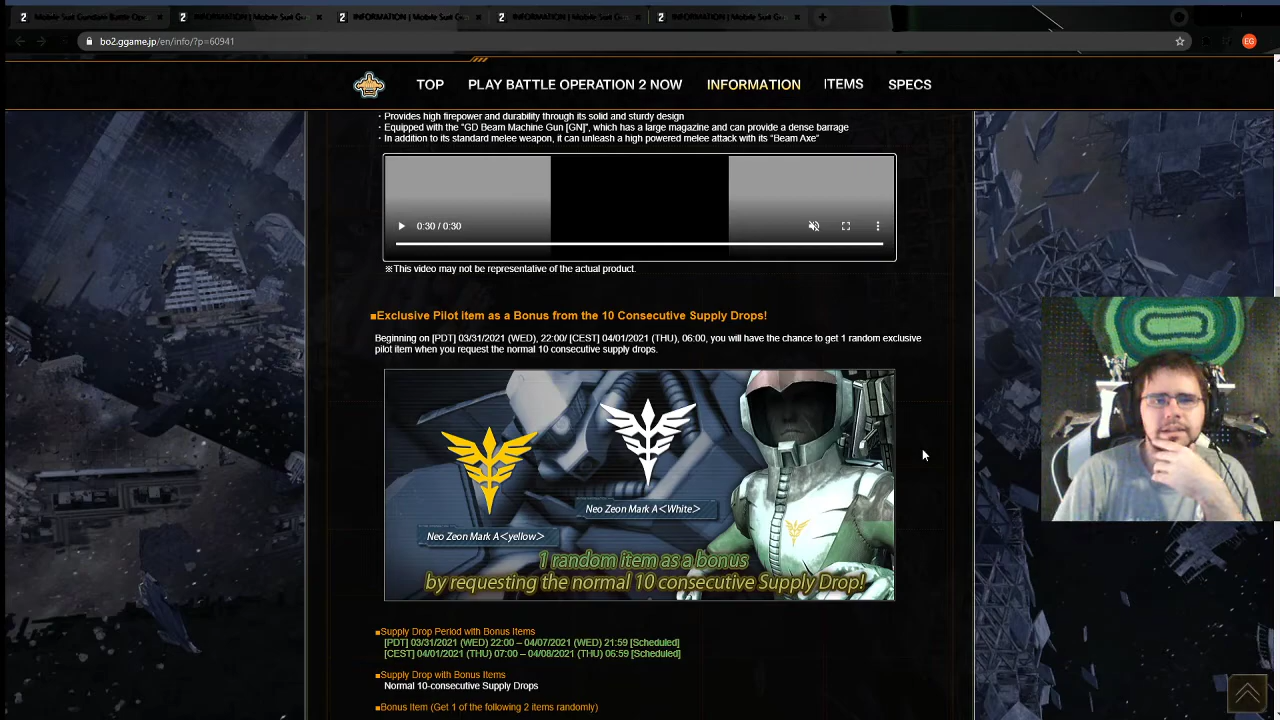 2 Mobile Suit Gundam Battle Ope
2 INFORMATION | Mobile Suit G
2 INFORMATION | Mobile Suit G
2 INFORMATION | Mobile Suit G
2 INFORMATION | Mobile Suit G
bo2.ggame.jp/en/info/?p=60941
EG
TOP
PLAY BATTLE OPERATION 2 NOW
INFORMATION
ITEMS
SPECS
・Provides high firepower and durability through its solid and sturdy design
・Equipped with the "GD Beam Machine Gun [GN]", which has a large magazine and can provide a dense barrage
・In addition to its standard melee weapon, it can unleash a high powered melee attack with its "Beam Axe"
0:30 / 0:30
※This video may not be representative of the actual product.
■Exclusive Pilot Item as a Bonus from the 10 Consecutive Supply Drops!
Beginning on [PDT] 03/31/2021 (WED), 22:00/ [CEST] 04/01/2021 (THU), 06:00, you will have the chance to get 1 random exclusive
pilot item when you request the normal 10 consecutive supply drops.
Neo Zeon Mark A<White>
Neo Zeon Mark A<yellow>
1 random item as a bonus
by requesting the normal 10 consecutive Supply Drop!
■Supply Drop Period with Bonus Items
[PDT] 03/31/2021 (WED) 22:00 – 04/07/2021 (WED) 21:59 [Scheduled]
[CEST] 04/01/2021 (THU) 07:00 – 04/08/2021 (THU) 06:59 [Scheduled]
■Supply Drop with Bonus Items
Normal 10-consecutive Supply Drops
■Bonus Item (Get 1 of the following 2 items randomly)